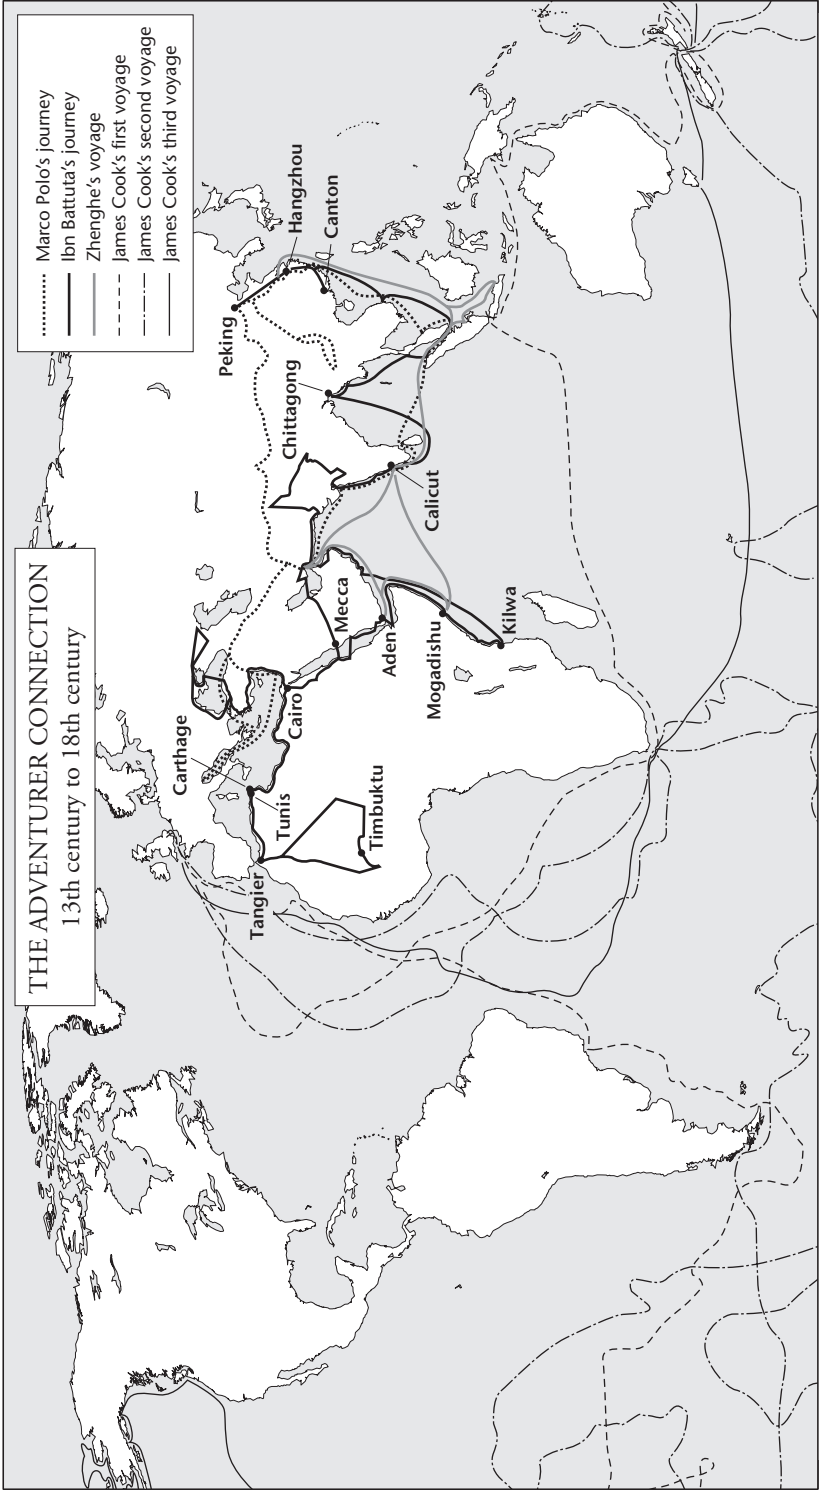 THE ADVENTURER CONNECTION
13th century to 18th century
Marco Polo's journey
Ibn Battuta's journey
Zhenghe's voyage
James Cook's first voyage
James Cook's second voyage
James Cook's third voyage
Carthage
Tangier
Tunis
Timbuktu
Cairo
Mecca
Aden
Mogadishu
Kilwa
Calicut
Chittagong
Peking
Hangzhou
Canton